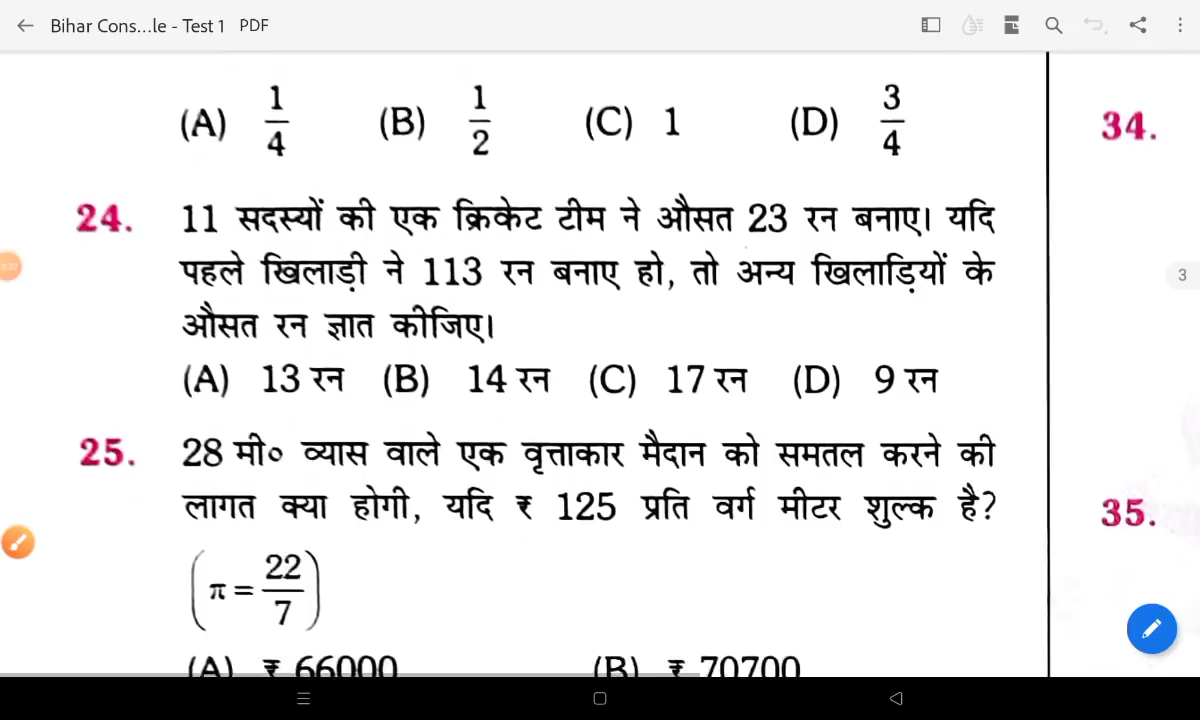 Bihar Cons...le - Test 1 PDF
(A) 1/4 (B) 1/2 (C) 1 (D) 3/4
34.
24. 11 सदस्यों की एक क्रिकेट टीम ने औसत 23 रन बनाए। यदि
पहले खिलाड़ी ने 113 रन बनाए हो, तो अन्य खिलाड़ियों के
3
औसत रन ज्ञात कीजिए।
(A) 13 रन (B) 14 रन (C) 17 रन (D) 9 रन
25. 28 मी० व्यास वाले एक वृत्ताकार मैदान को समतल करने की
लागत क्या होगी, यदि ₹ 125 प्रति वर्ग मीटर शुल्क है?
35.
(π = 22/7)
(A) ₹ 66000 (B) ₹ 70700